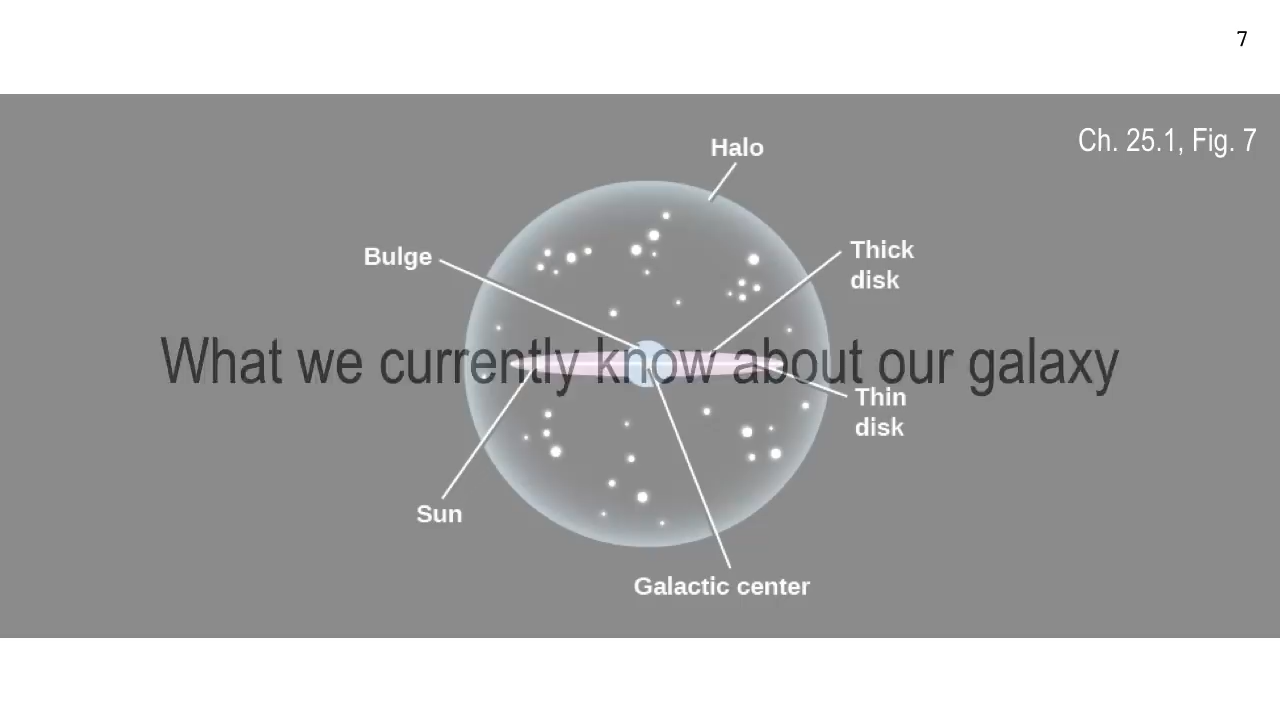 7
Ch. 25.1, Fig. 7
Halo
Bulge
Thick
disk
What we currently know about our galaxy
Thin
disk
Sun
Galactic center